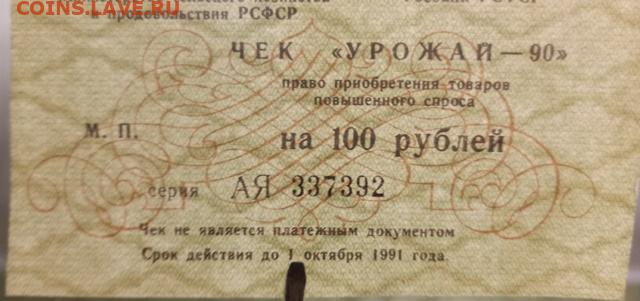 COINS.LAVE.RU
и продовольствия РСФСР
ЧЕК «УРОЖАЙ—90»
право приобретения товаров
повышенного спроса
М. П.
на 100 рублей
серия АЯ 337392
Чек не является платежным документом
Срок действия до 1 октября 1991 года.